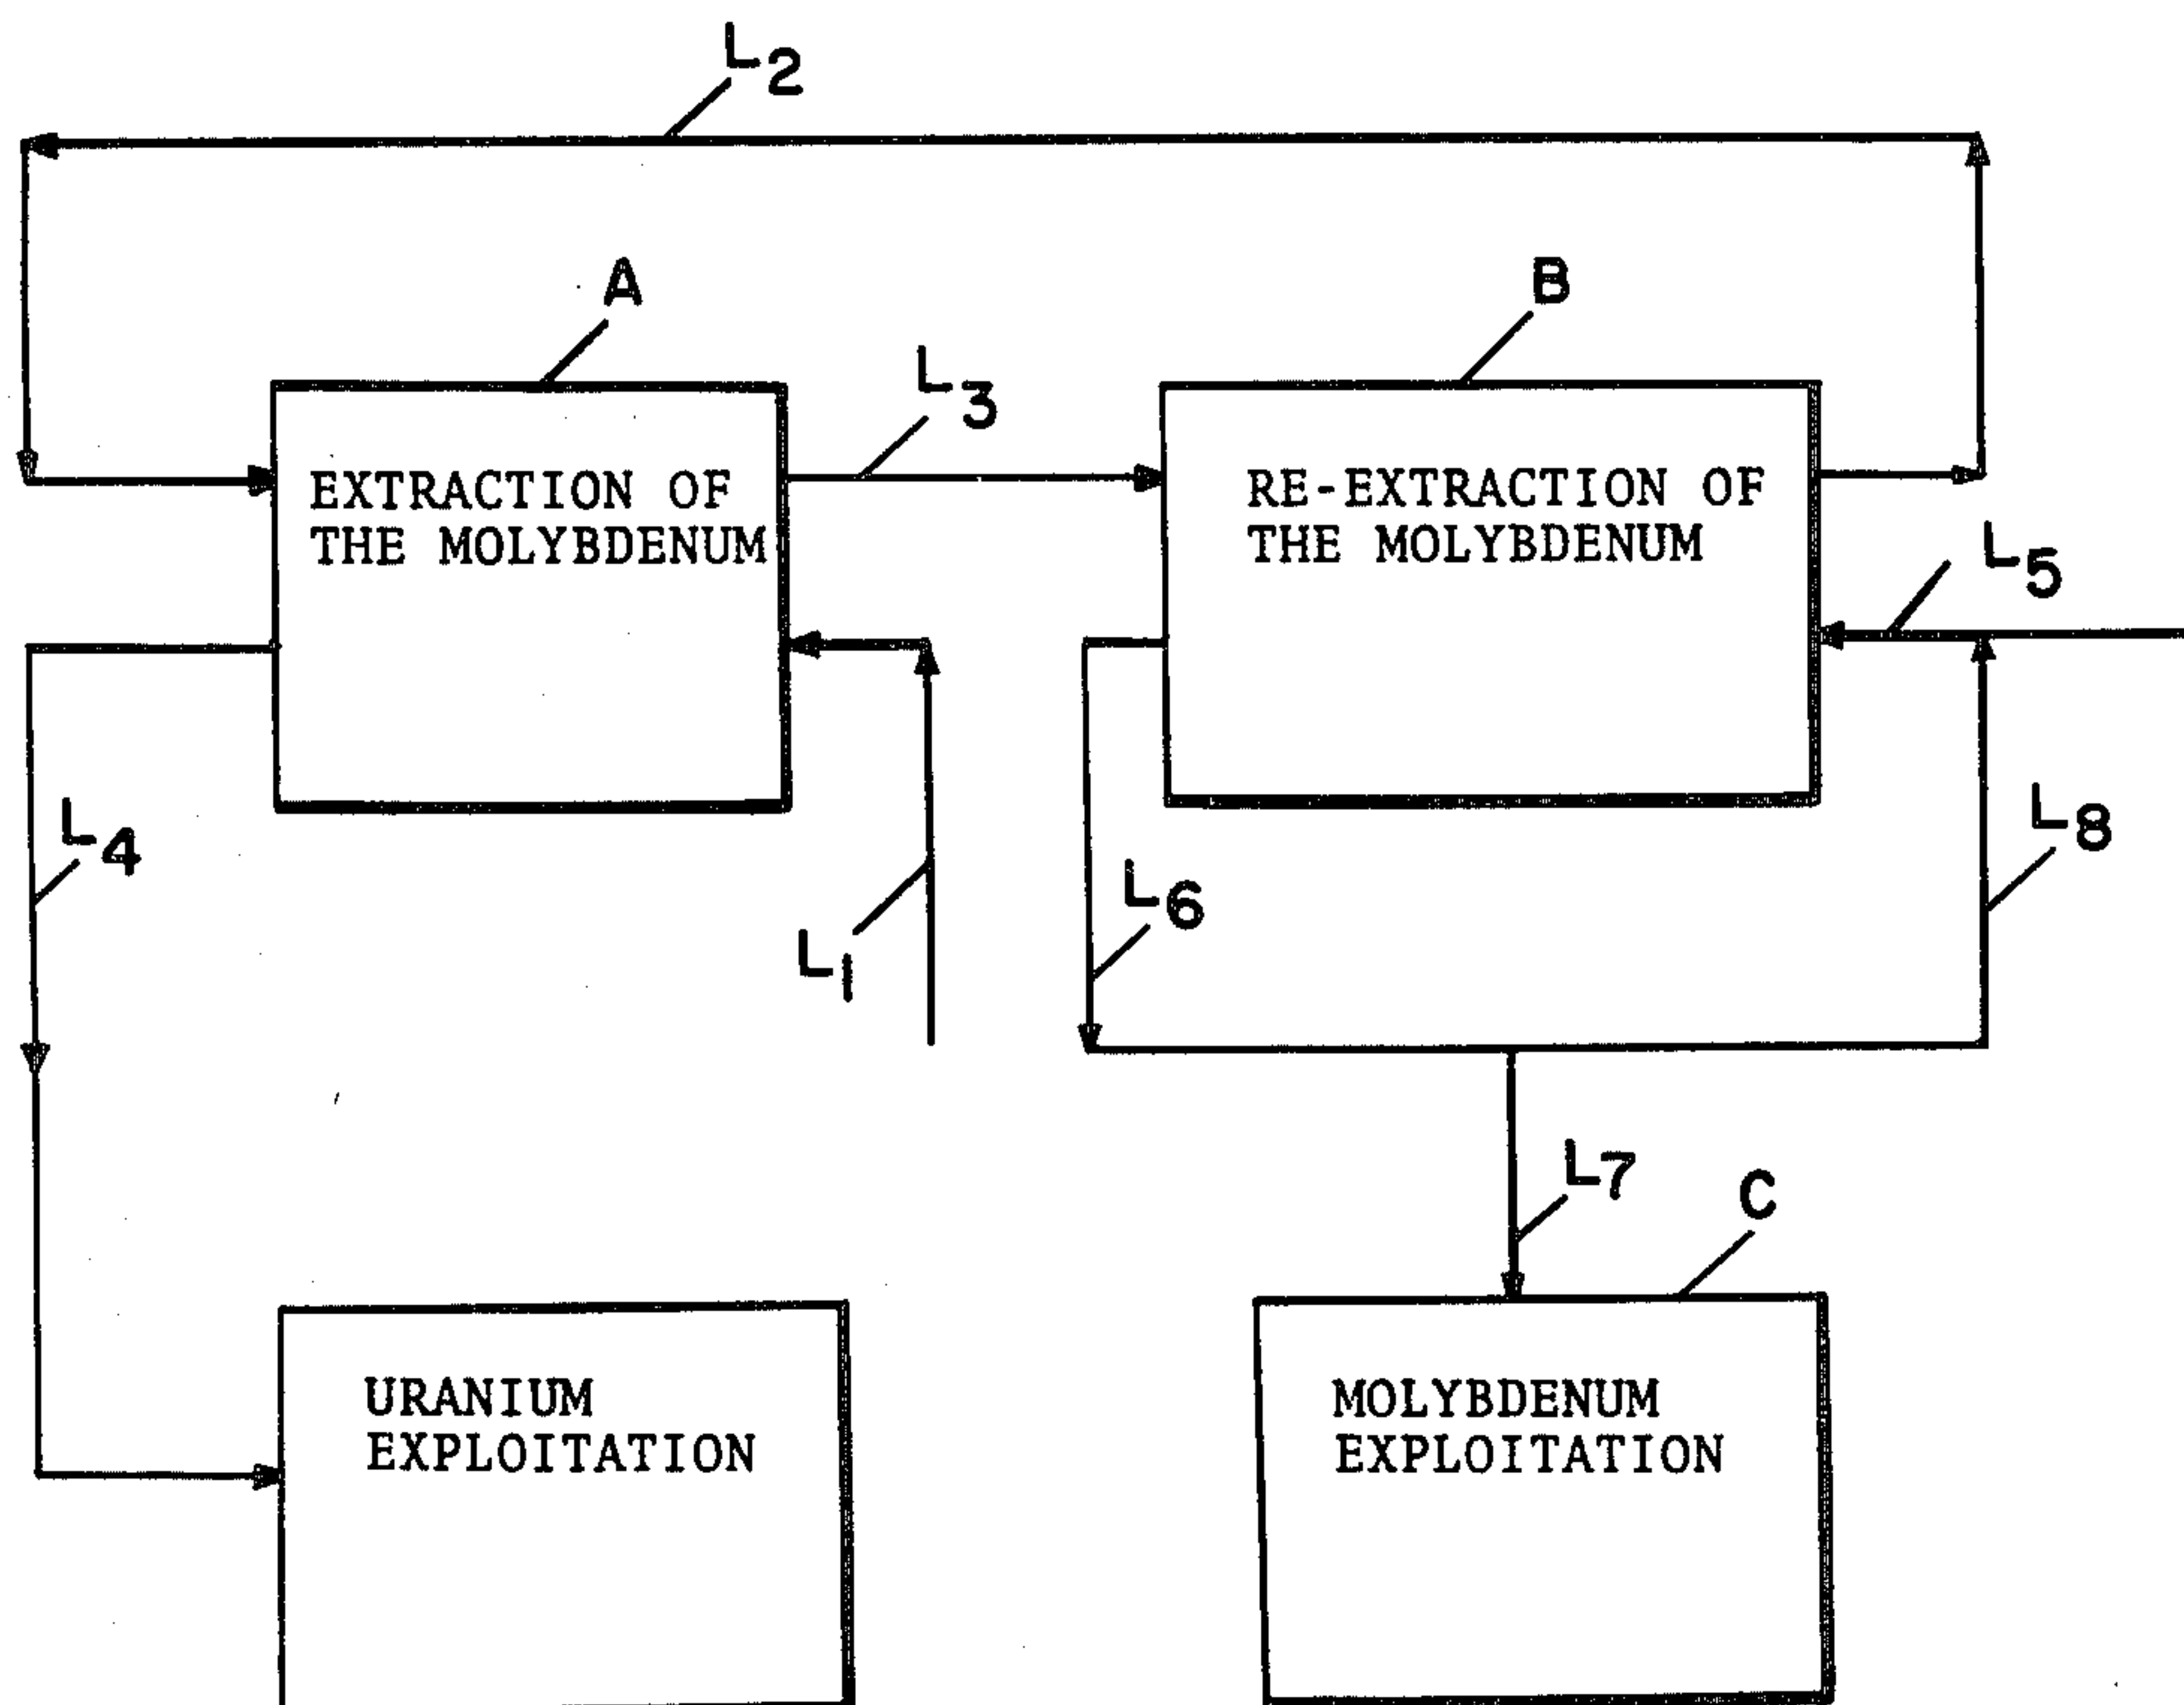 L2
A
B
L3
EXTRACTION OF
THE MOLYBDENUM
RE-EXTRACTION OF
THE MOLYBDENUM
L5
L4
L1
L6
L8
L7
C
URANIUM
EXPLOITATION
MOLYBDENUM
EXPLOITATION